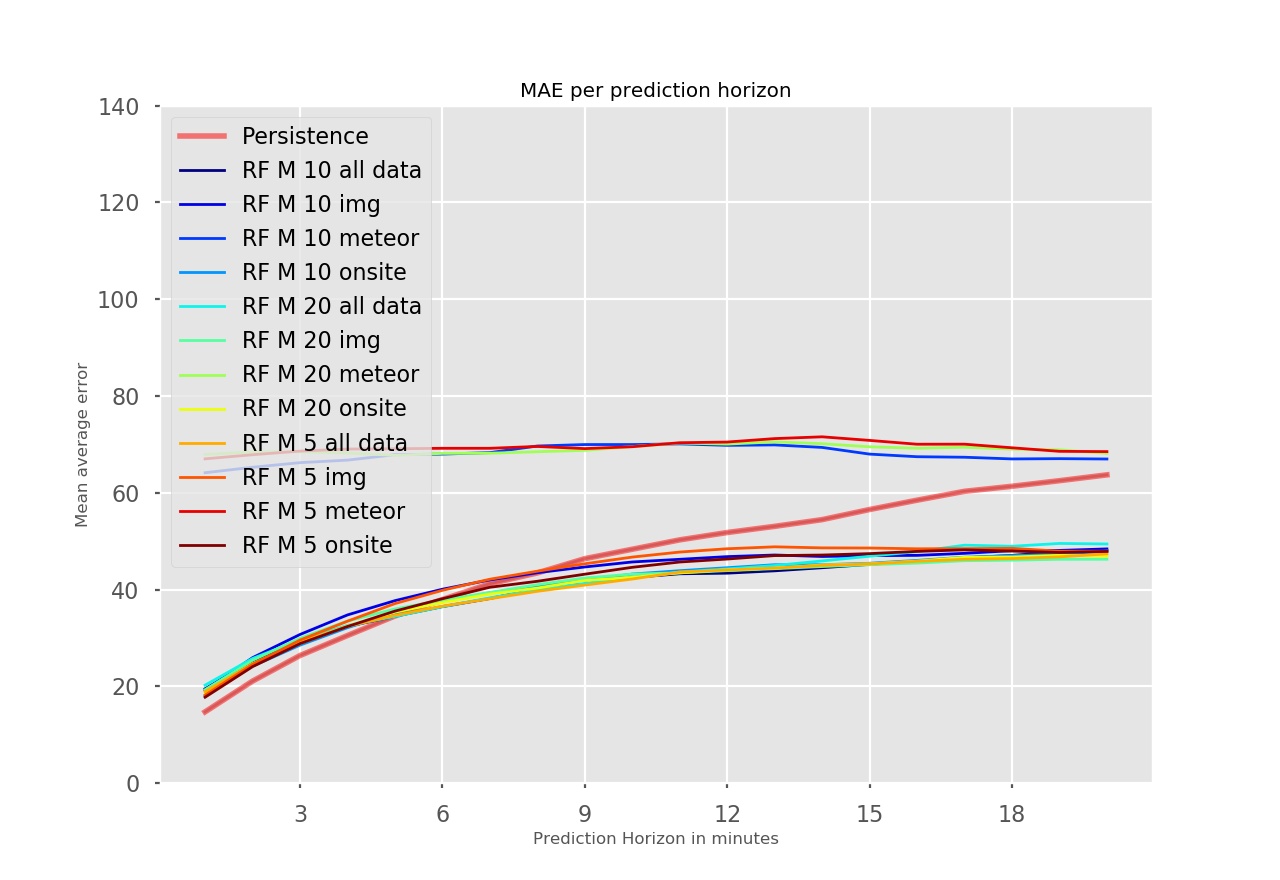 MAE per prediction horizon
140
120
100
80
60
40
20
0
Mean average error
Persistence
RF M 10 all data
RF M 10 img
RF M 10 meteor
RF M 10 onsite
RF M 20 all data
RF M 20 img
RF M 20 meteor
RF M 20 onsite
RF M 5 all data
RF M 5 img
RF M 5 meteor
RF M 5 onsite
3 6 9 12 15 18
Prediction Horizon in minutes